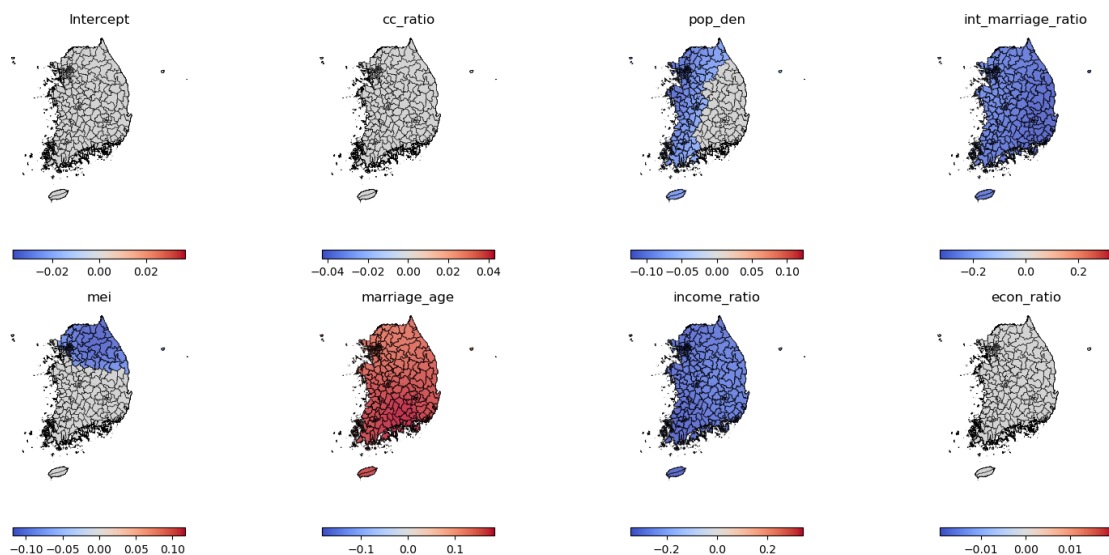 Intercept
cc_ratio
pop_den
int_marriage_ratio
−0.02 0.00 0.02
−0.04 −0.02 0.00 0.02 0.04
−0.10 −0.05 0.00 0.05 0.10
−0.2 0.0 0.2
mei
marriage_age
income_ratio
econ_ratio
−0.10 −0.05 0.00 0.05 0.10
−0.1 0.0 0.1
−0.2 0.0 0.2
−0.01 0.00 0.01